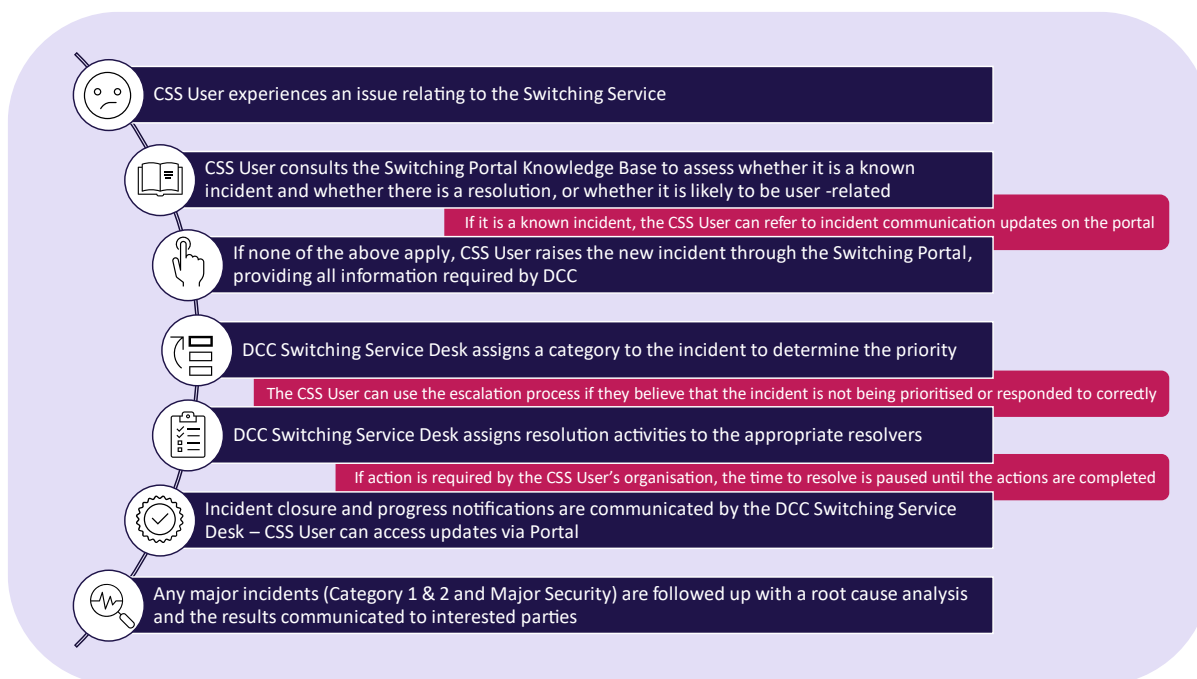 CSS User experiences an issue relating to the Switching Service
CSS User consults the Switching Portal Knowledge Base to assess whether it is a known
incident and whether there is a resolution, or whether it is likely to be user -related
If it is a known incident, the CSS User can refer to incident communication updates on the portal
If none of the above apply, CSS User raises the new incident through the Switching Portal,
providing all information required by DCC
DCC Switching Service Desk assigns a category to the incident to determine the priority
The CSS User can use the escalation process if they believe that the incident is not being prioritised or responded to correctly
DCC Switching Service Desk assigns resolution activities to the appropriate resolvers
If action is required by the CSS User's organisation, the time to resolve is paused until the actions are completed
Incident closure and progress notifications are communicated by the DCC Switching Service
Desk – CSS User can access updates via Portal
Any major incidents (Category 1 & 2 and Major Security) are followed up with a root cause analysis
and the results communicated to interested parties